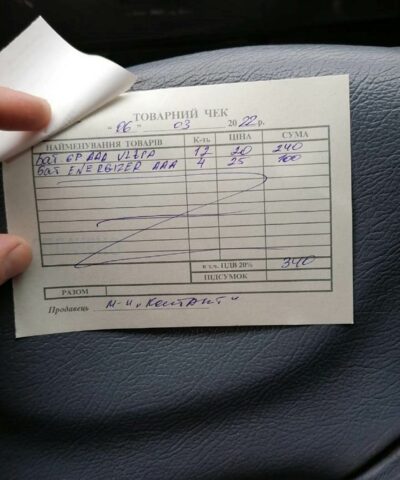 ТОВАРНИЙ ЧЕК
"06" 03 2022 р.
НАЙМЕНУВАННЯ ТОВАРІВ К-ть. ЦІНА СУМА
бат GP AAA 12 20 240
бат ENERGIZER AAA 4 25 100
в т.ч. ПДВ 20% 340
ПІДСУМОК
РАЗОМ
Продавець М-н "Контакт"